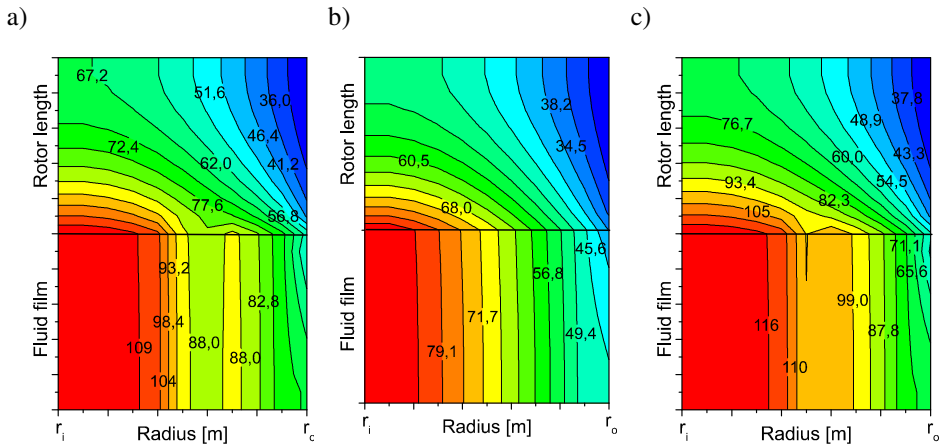 a)
b)
c)
Rotor length
Fluid film
67,2
51,6
36,0
46,4
72,4
62,0
41,2
77,6
56,8
93,2
82,8
98,4
88,0
109
88,0
104
r i
Radius [m]
r o
Rotor length
Fluid film
38,2
34,5
60,5
68,0
45,6
56,8
71,7
49,4
79,1
r i
Radius [m]
r o
Rotor length
Fluid film
37,8
76,7
48,9
43,3
60,0
93,4
54,5
82,3
105
71,1
65,6
99,0
116
87,8
110
r i
Radius [m]
r o